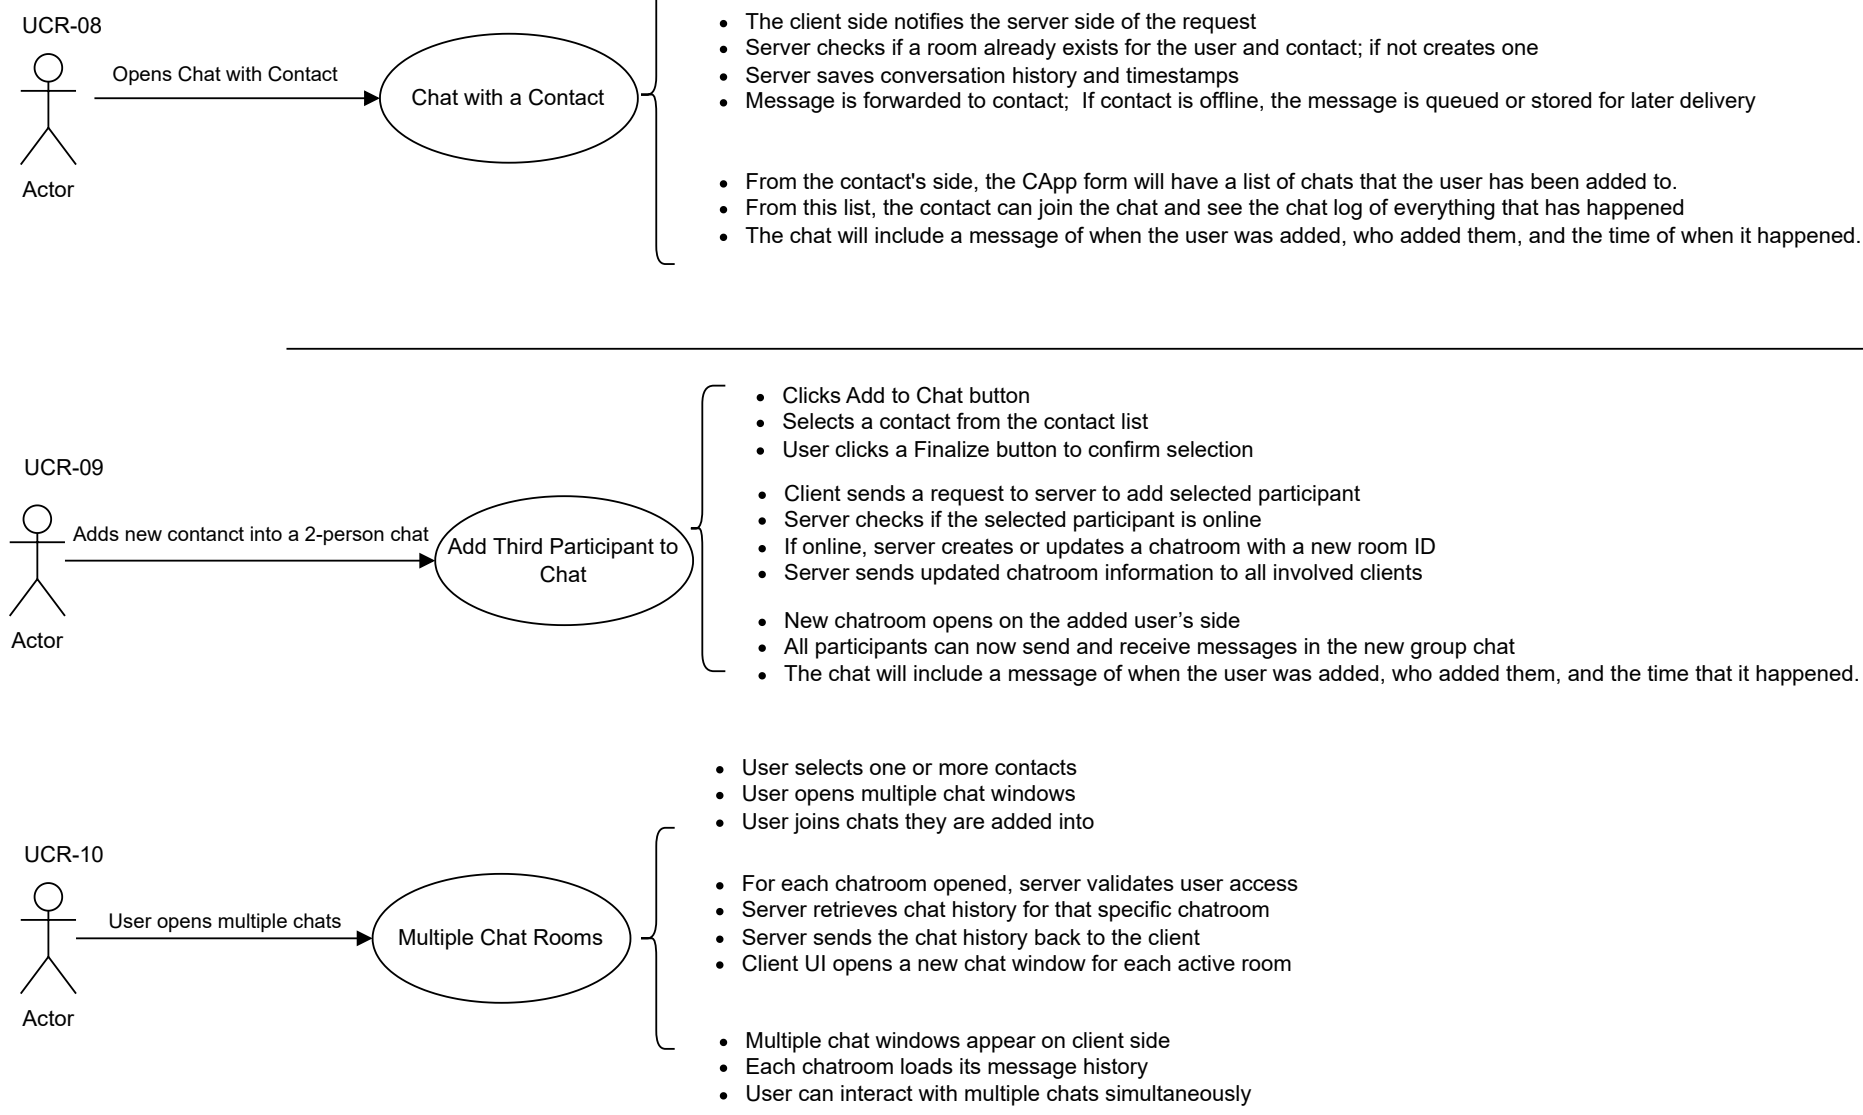 UCR-08
Opens Chat with Contact
Chat with a Contact
Actor
• The client side notifies the server side of the request
• Server checks if a room already exists for the user and contact; if not creates one
• Server saves conversation history and timestamps
• Message is forwarded to contact;  If contact is offline, the message is queued or stored for later delivery
• From the contact's side, the CApp form will have a list of chats that the user has been added to.
• From this list, the contact can join the chat and see the chat log of everything that has happened
• The chat will include a message of when the user was added, who added them, and the time of when it happened.
UCR-09
Adds new contanct into a 2-person chat
Add Third Participant to
Chat
Actor
• Clicks Add to Chat button
• Selects a contact from the contact list
• User clicks a Finalize button to confirm selection
• Client sends a request to server to add selected participant
• Server checks if the selected participant is online
• If online, server creates or updates a chatroom with a new room ID
• Server sends updated chatroom information to all involved clients
• New chatroom opens on the added user’s side
• All participants can now send and receive messages in the new group chat
• The chat will include a message of when the user was added, who added them, and the time that it happened.
UCR-10
User opens multiple chats
Multiple Chat Rooms
Actor
• User selects one or more contacts
• User opens multiple chat windows
• User joins chats they are added into
• For each chatroom opened, server validates user access
• Server retrieves chat history for that specific chatroom
• Server sends the chat history back to the client
• Client UI opens a new chat window for each active room
• Multiple chat windows appear on client side
• Each chatroom loads its message history
• User can interact with multiple chats simultaneously